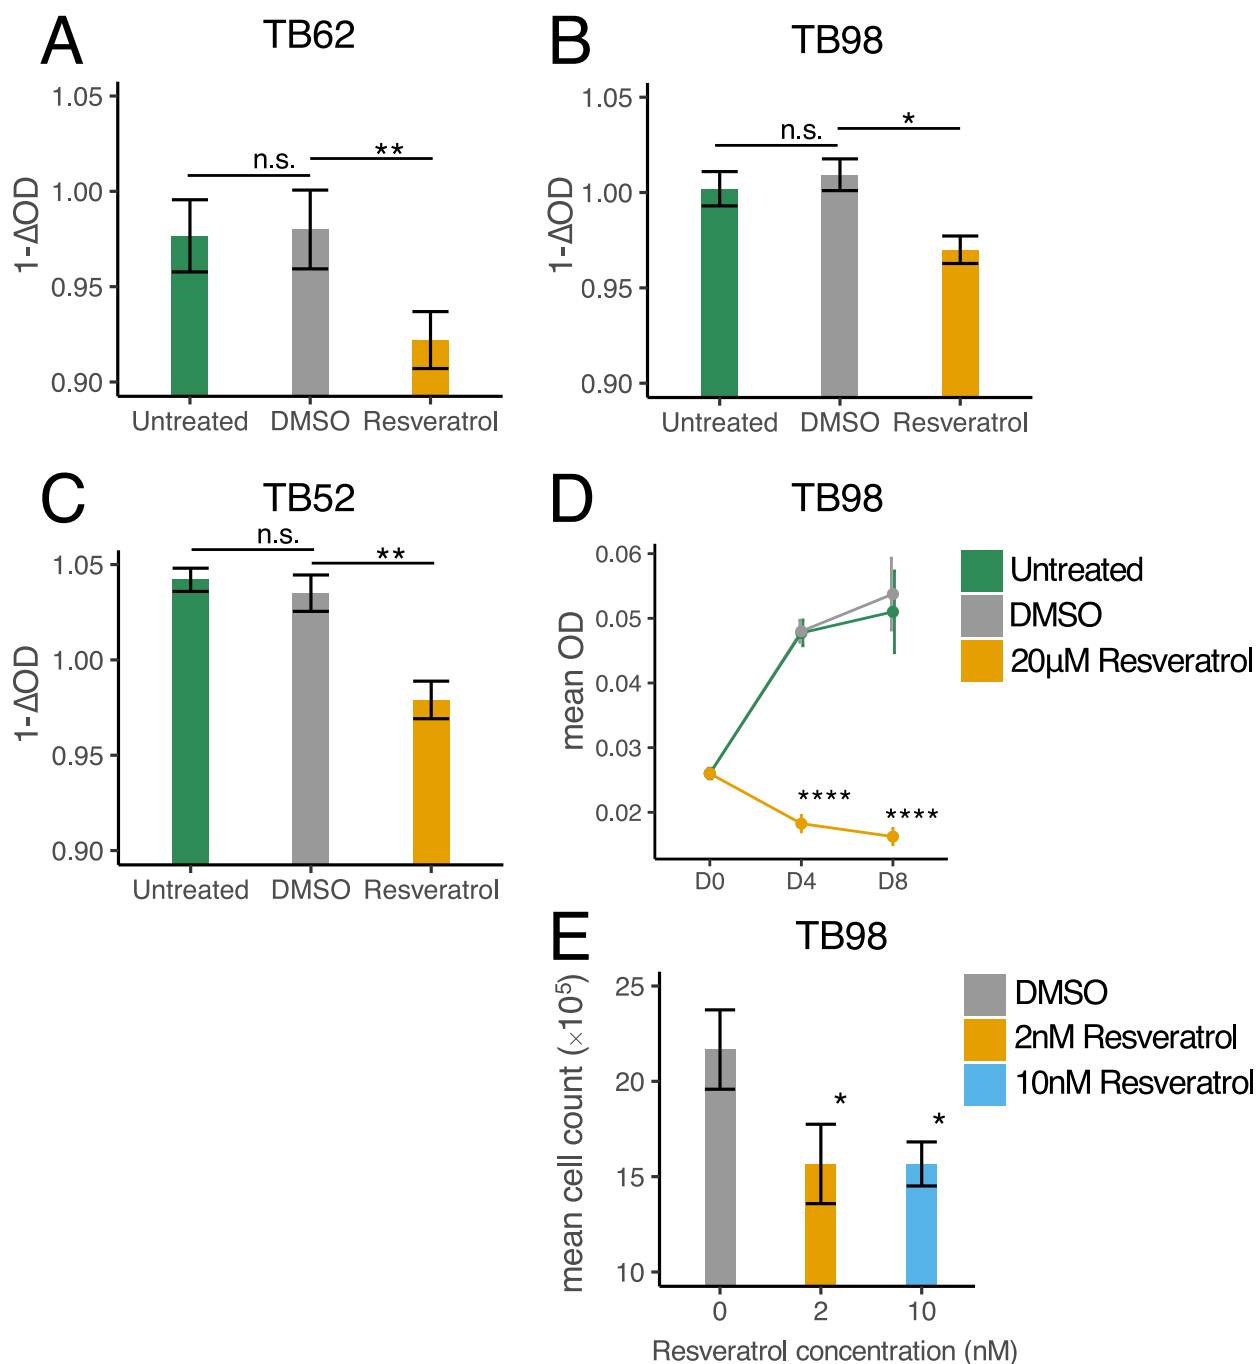 A
TB62
1.05
1.00
0.95
0.90
1-ΔOD
n.s.
**
Untreated
DMSO
Resveratrol
B
TB98
1.05
1.00
0.95
0.90
1-ΔOD
n.s.
*
Untreated
DMSO
Resveratrol
C
TB52
1.05
1.00
0.95
0.90
1-ΔOD
n.s.
**
Untreated
DMSO
Resveratrol
D
TB98
0.06
0.05
0.04
0.03
0.02
mean OD
****
****
D0
D4
D8
Untreated
DMSO
20μM Resveratrol
E
TB98
25
20
15
10
mean cell count (×10⁵)
*
*
0
2
10
Resveratrol concentration (nM)
DMSO
2nM Resveratrol
10nM Resveratrol